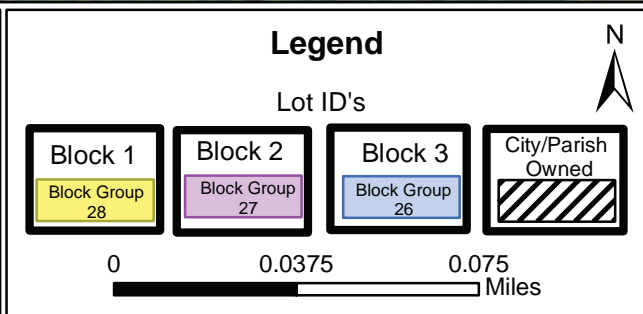 Legend
N
Lot ID's
Block 1
Block Group
28
Block 2
Block Group
27
Block 3
Block Group
26
City/Parish
Owned
0 0.0375 0.075
Miles